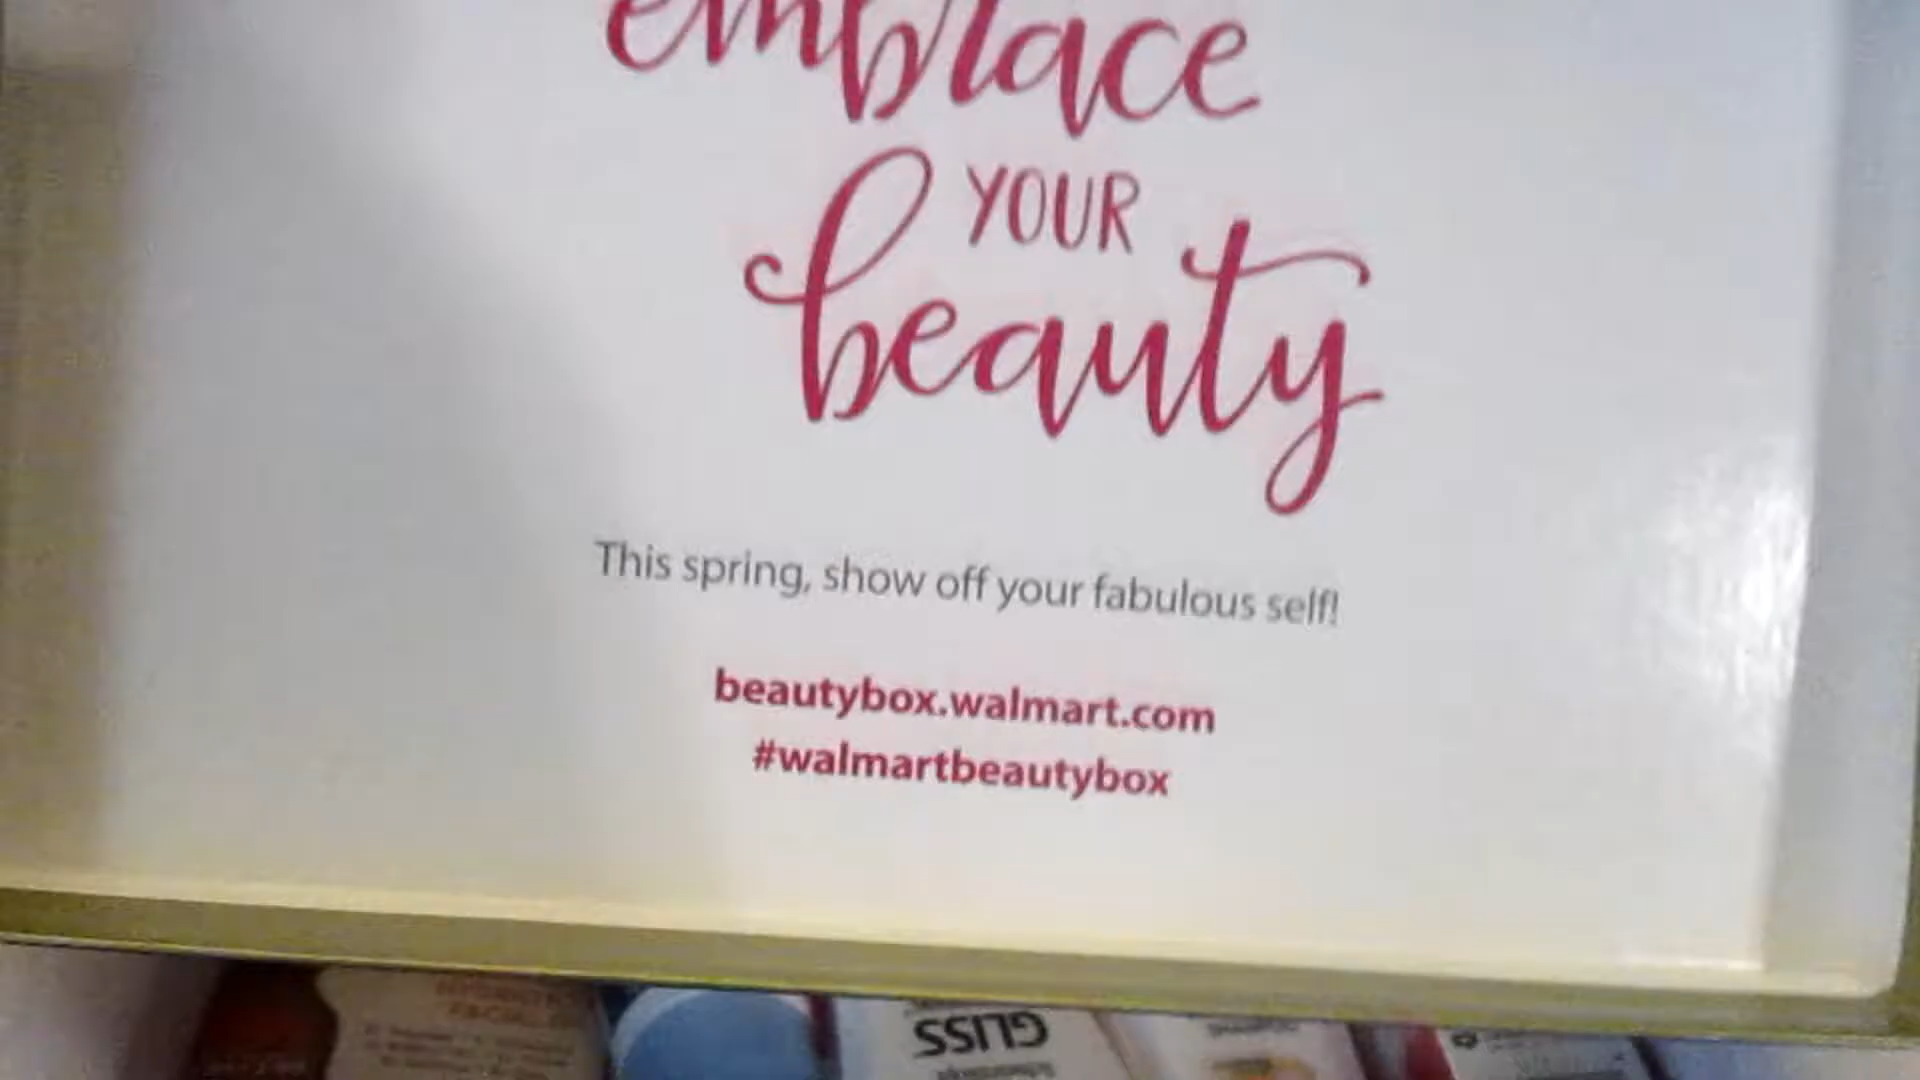 embrace
YOUR
beauty
This spring, show off your fabulous self!
beautybox.walmart.com
#walmartbeautybox
GLISS